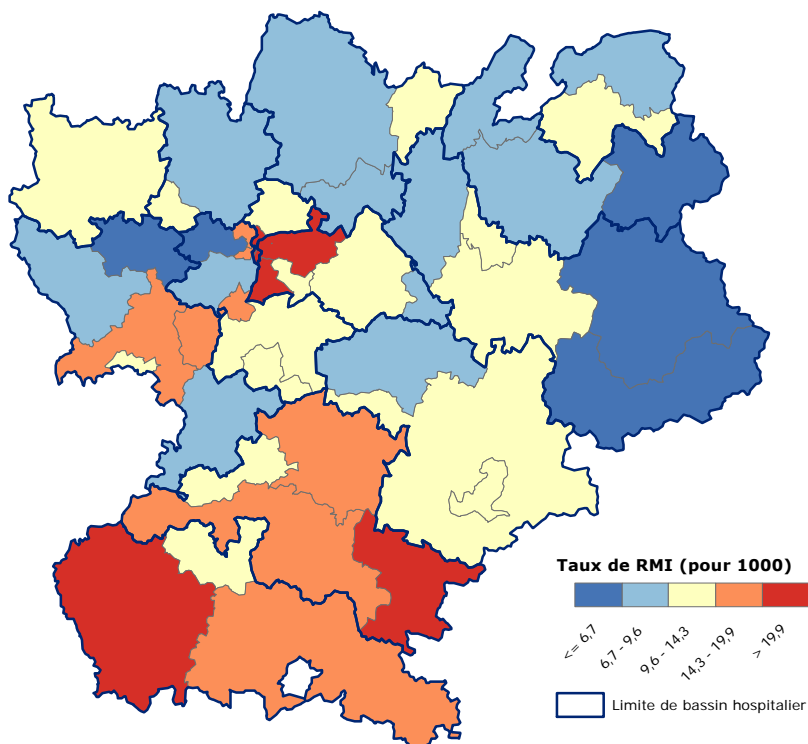 Taux de RMI (pour 1000)
<= 6,7
6,7 - 9,6
9,6 - 14,3
14,3 - 19,9
> 19,9
Limite de bassin hospitalier